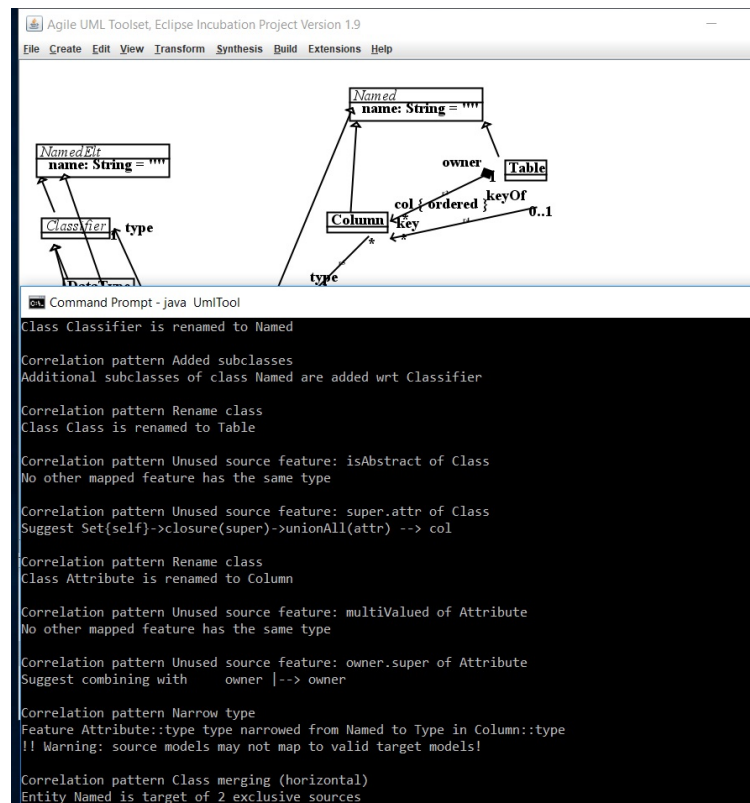 Agile UML Toolset, Eclipse Incubation Project Version 1.9
File Create Edit View Transform Synthesis Build Extensions Help
Named
name: String = ""
NamedElt
name: String = ""
owner
1
Table
col { ordered }
keyOf
0..1
Classifier
1
type
Column
*
key
*
*
type
DataType
Command Prompt - java UmlTool
Class Classifier is renamed to Named
Correlation pattern Added subclasses
Additional subclasses of class Named are added wrt Classifier
Correlation pattern Rename class
Class Class is renamed to Table
Correlation pattern Unused source feature: isAbstract of Class
No other mapped feature has the same type
Correlation pattern Unused source feature: super.attr of Class
Suggest Set{self}->closure(super)->unionAll(attr) --> col
Correlation pattern Rename class
Class Attribute is renamed to Column
Correlation pattern Unused source feature: multiValued of Attribute
No other mapped feature has the same type
Correlation pattern Unused source feature: owner.super of Attribute
Suggest combining with owner |--> owner
Correlation pattern Narrow type
Feature Attribute::type type narrowed from Named to Type in Column::type
!! Warning: source models may not map to valid target models!
Correlation pattern Class merging (horizontal)
Entity Named is target of 2 exclusive sources